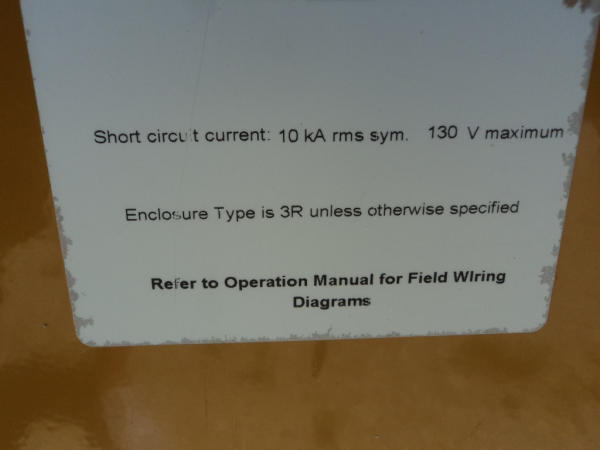 Short circuit current: 10 kA rms sym. 130 V maximum
Enclosure Type is 3R unless otherwise specified
Refer to Operation Manual for Field WIring
Diagrams